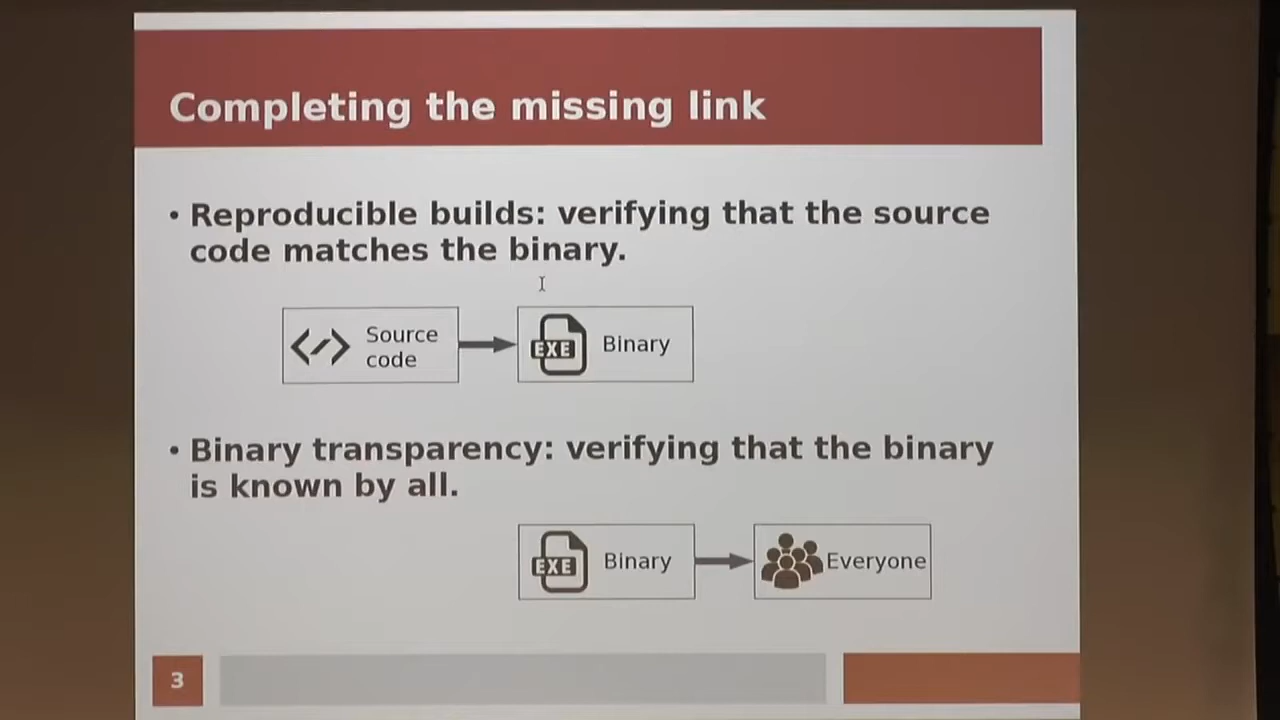 Completing the missing link
• Reproducible builds: verifying that the source
code matches the binary.
Source
code
EXE
Binary
• Binary transparency: verifying that the binary
is known by all.
EXE
Binary
Everyone
3